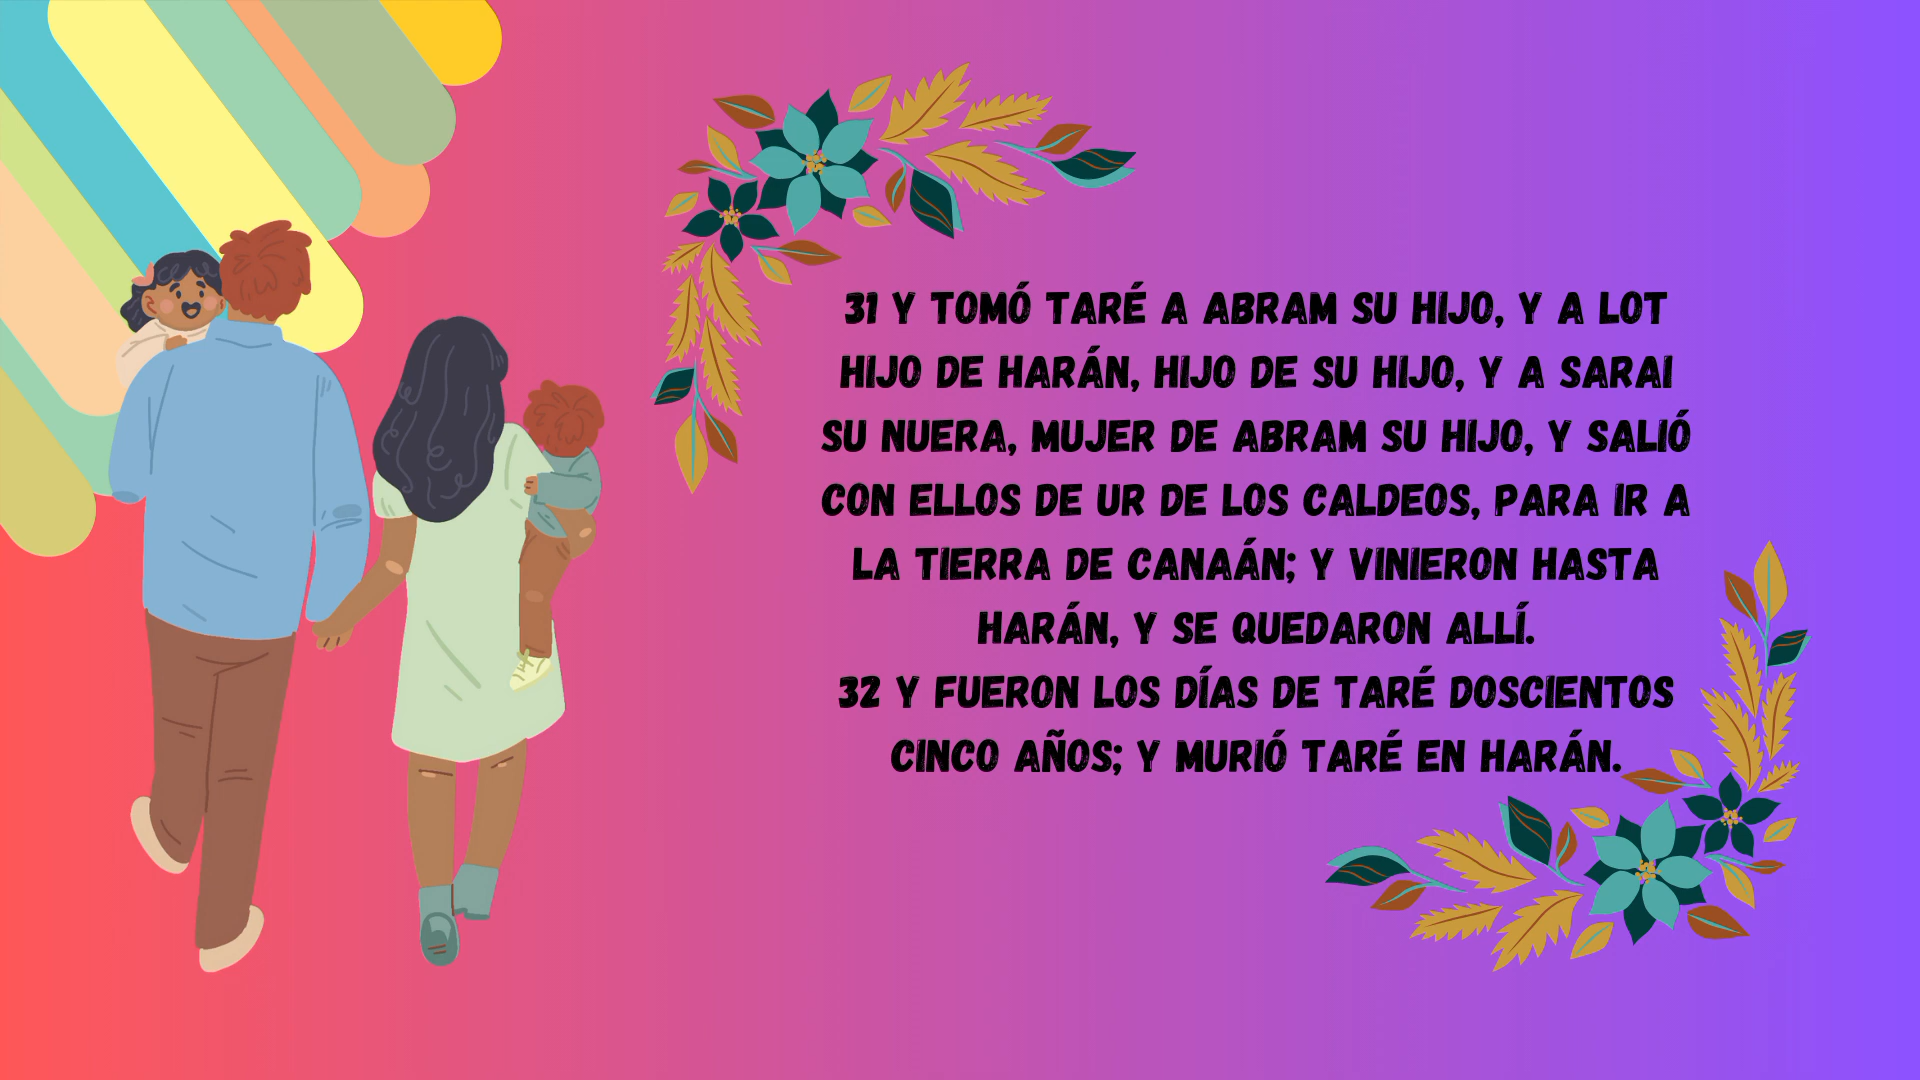 31 Y TOMÓ TARÉ A ABRAM SU HIJO, Y A LOT
HIJO DE HARÁN, HIJO DE SU HIJO, Y A SARAI
SU NUERA, MUJER DE ABRAM SU HIJO, Y SALIÓ
CON ELLOS DE UR DE LOS CALDEOS, PARA IR A
LA TIERRA DE CANAÁN; Y VINIERON HASTA
HARÁN, Y SE QUEDARON ALLÍ.
32 Y FUERON LOS DÍAS DE TARÉ DOSCIENTOS
CINCO AÑOS; Y MURIÓ TARÉ EN HARÁN.